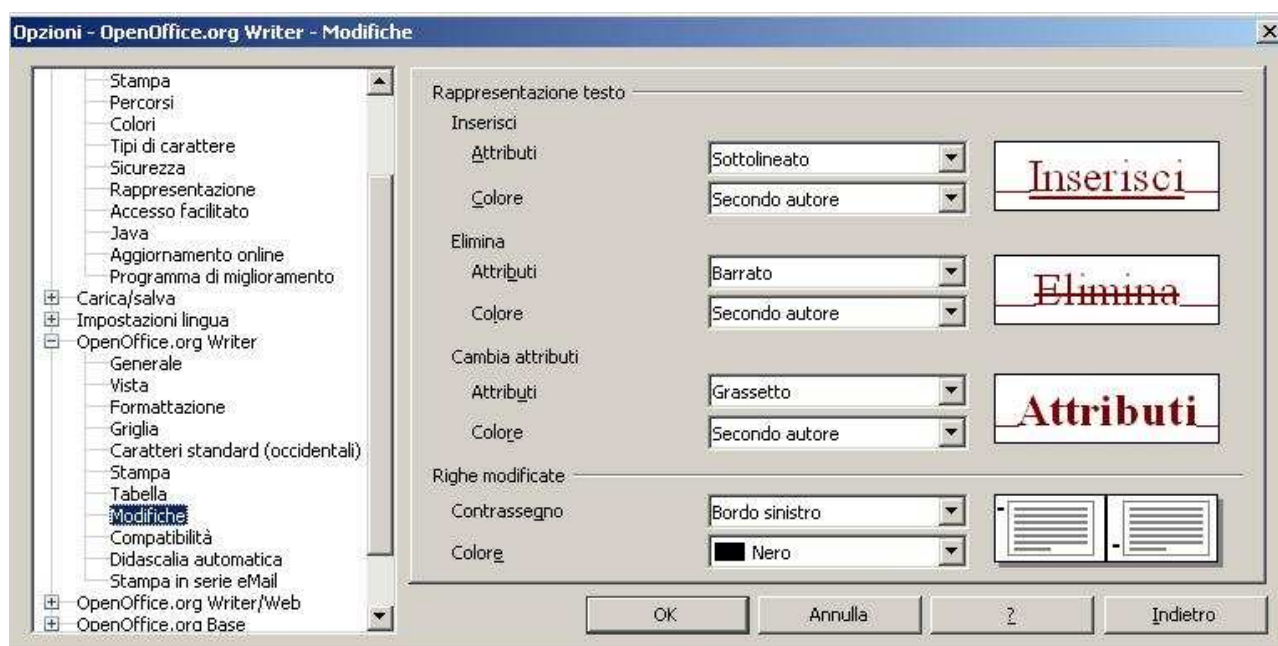 Opzioni - OpenOffice.org Writer - Modifiche
Stampa
Percorsi
Colori
Tipi di carattere
Sicurezza
Rappresentazione
Accesso facilitato
Java
Aggiornamento online
Programma di miglioramento
Carica/salva
Impostazioni lingua
OpenOffice.org Writer
Generale
Vista
Formattazione
Griglia
Caratteri standard (occidentali)
Stampa
Tabella
Modifiche
Compatibilità
Didascalia automatica
Stampa in serie eMail
OpenOffice.org Writer/Web
OpenOffice.org Base
Rappresentazione testo
Inserisci
Attributi Sottolineato
Colore Secondo autore
Inserisci
Elimina
Attributi Barrato
Colore Secondo autore
Elimina
Cambia attributi
Attributi Grassetto
Colore Secondo autore
Attributi
Righe modificate
Contrassegno Bordo sinistro
Colore Nero
OK Annulla ? Indietro